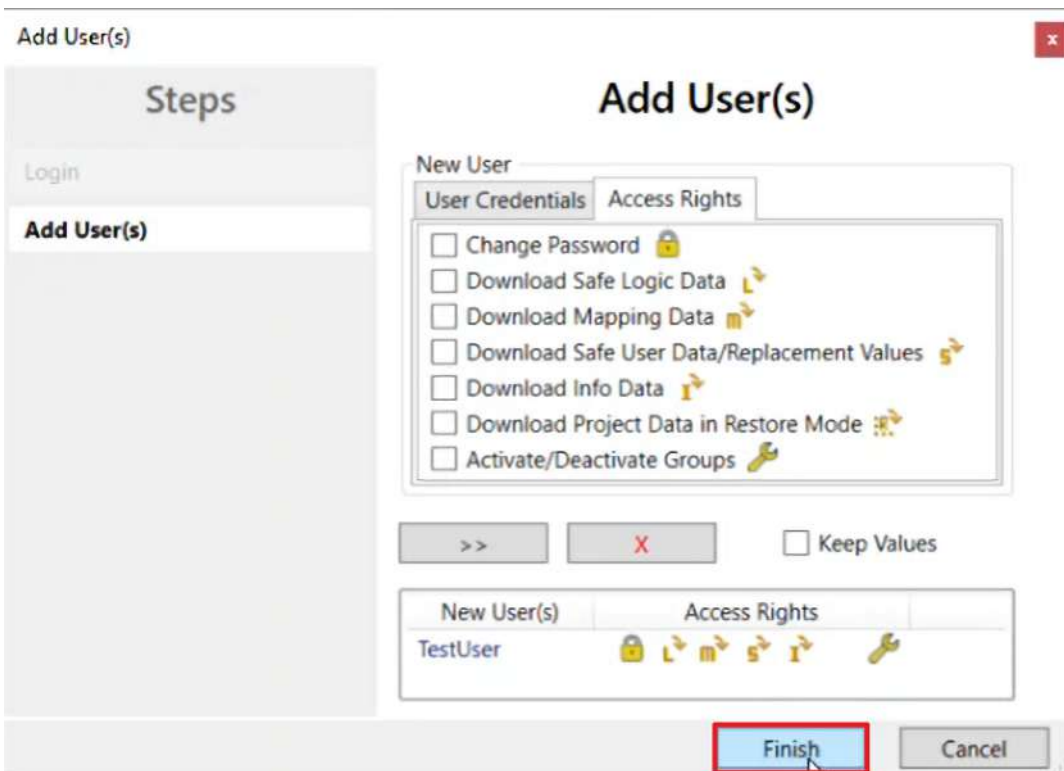 Add User(s)
x
Steps
Add User(s)
Login
Add User(s)
New User
User Credentials
Access Rights
Change Password
Download Safe Logic Data L
Download Mapping Data m
Download Safe User Data/Replacement Values S
Download Info Data I
Download Project Data in Restore Mode R
Activate/Deactivate Groups
>>
X
Keep Values
New User(s)
Access Rights
TestUser
L m S I
Finish
Cancel